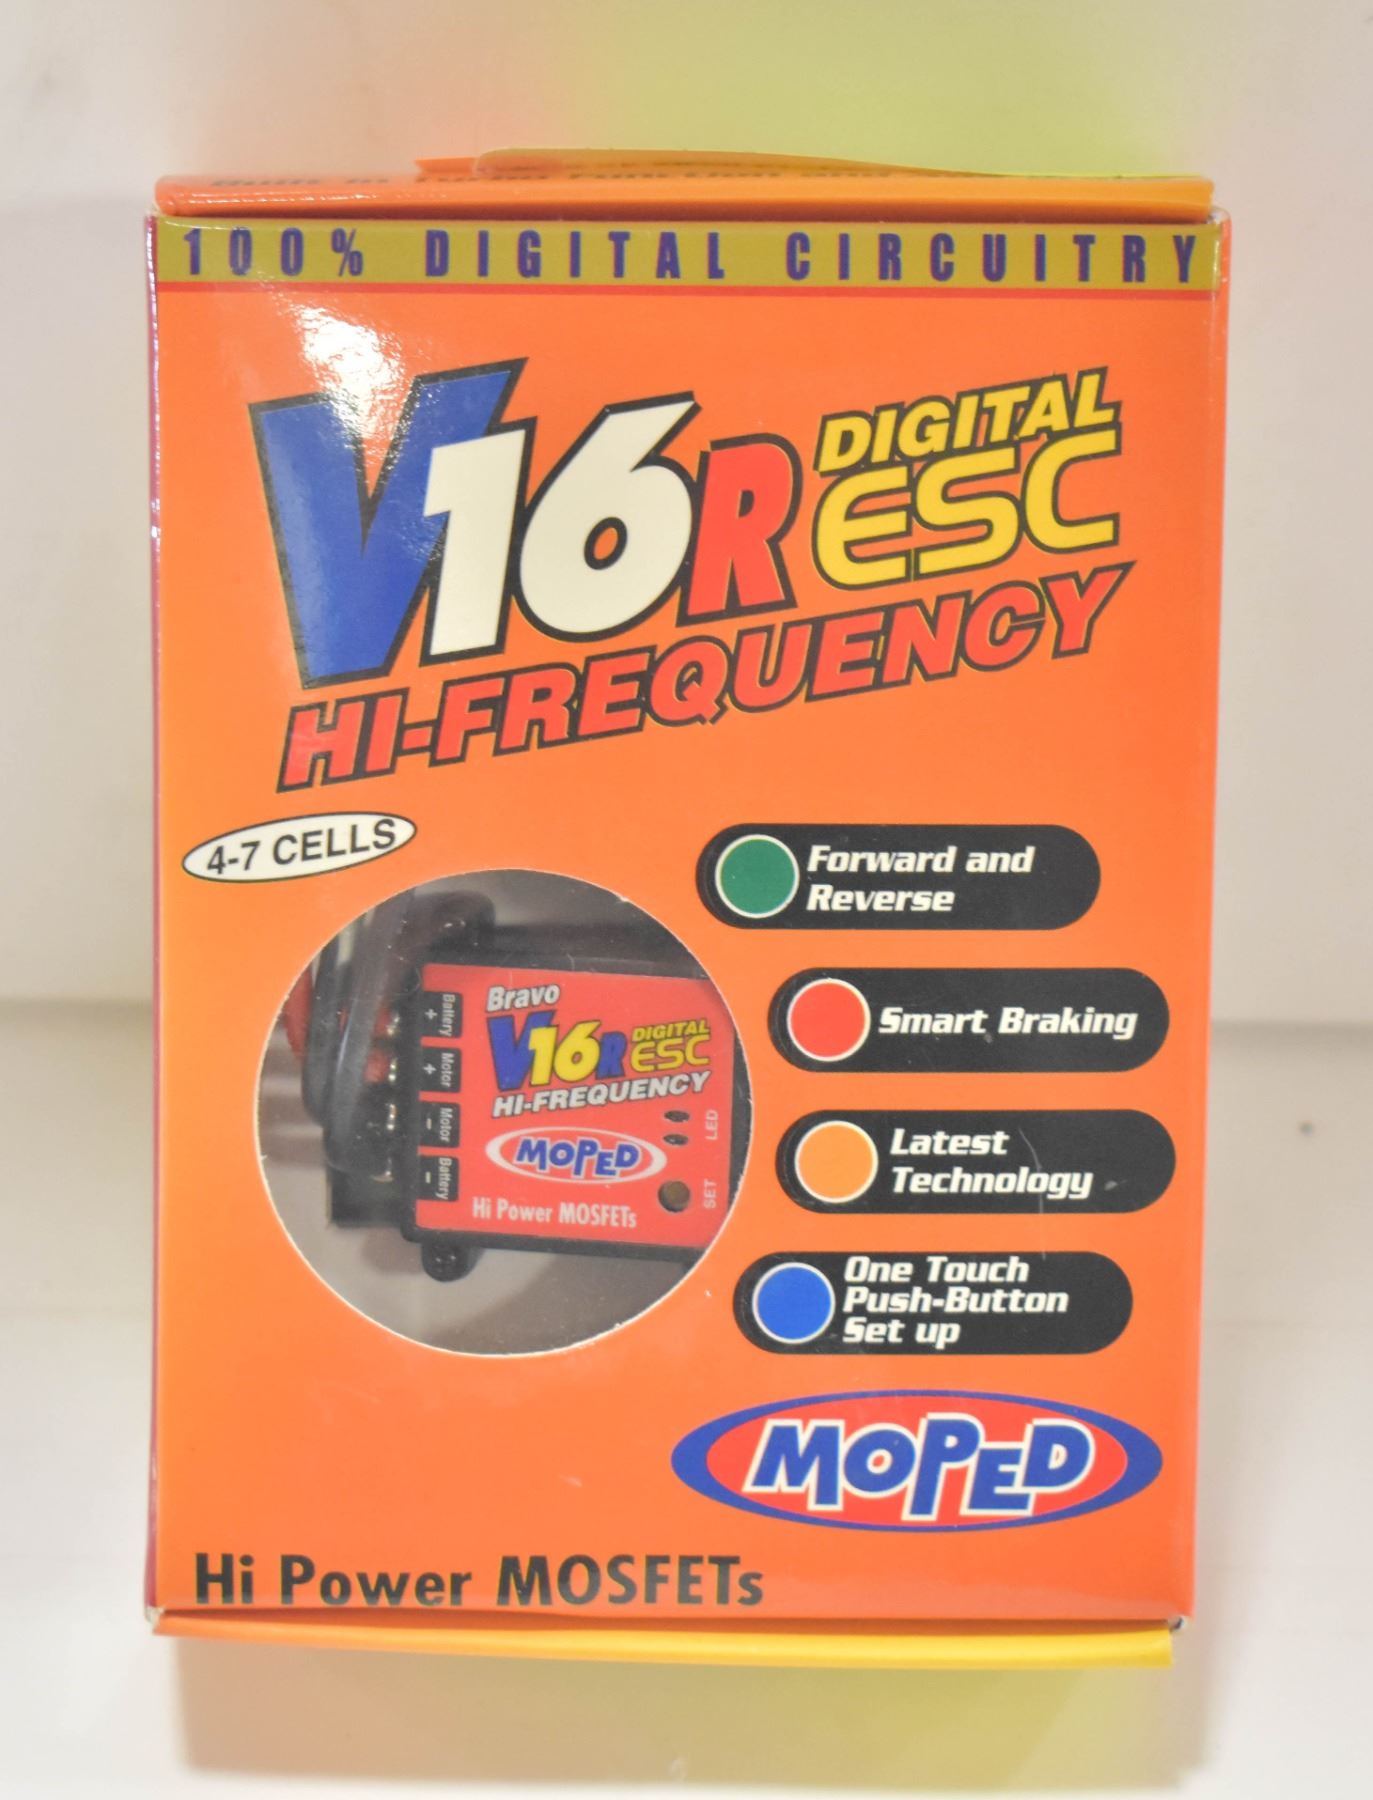 100% DIGITAL CIRCUITRY
V16R DIGITAL
ESC
HI-FREQUENCY
4-7 CELLS
Forward and
Reverse
Smart Braking
Latest
Technology
One Touch
Push-Button
Set up
Battery
+
Motor
+
Motor
-
Battery
-
Bravo
V16R DIGITAL
ESC
HI-FREQUENCY
MOPED
Hi Power MOSFETs
LED
SET
MOPED
Hi Power MOSFETs